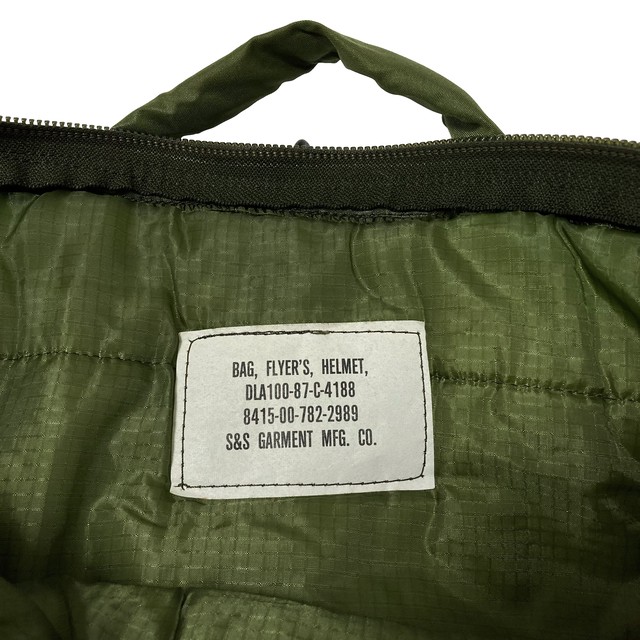 BAG, FLYER'S, HELMET,
DLA100-87-C-4188
8415-00-782-2989
S&S GARMENT MFG. CO.